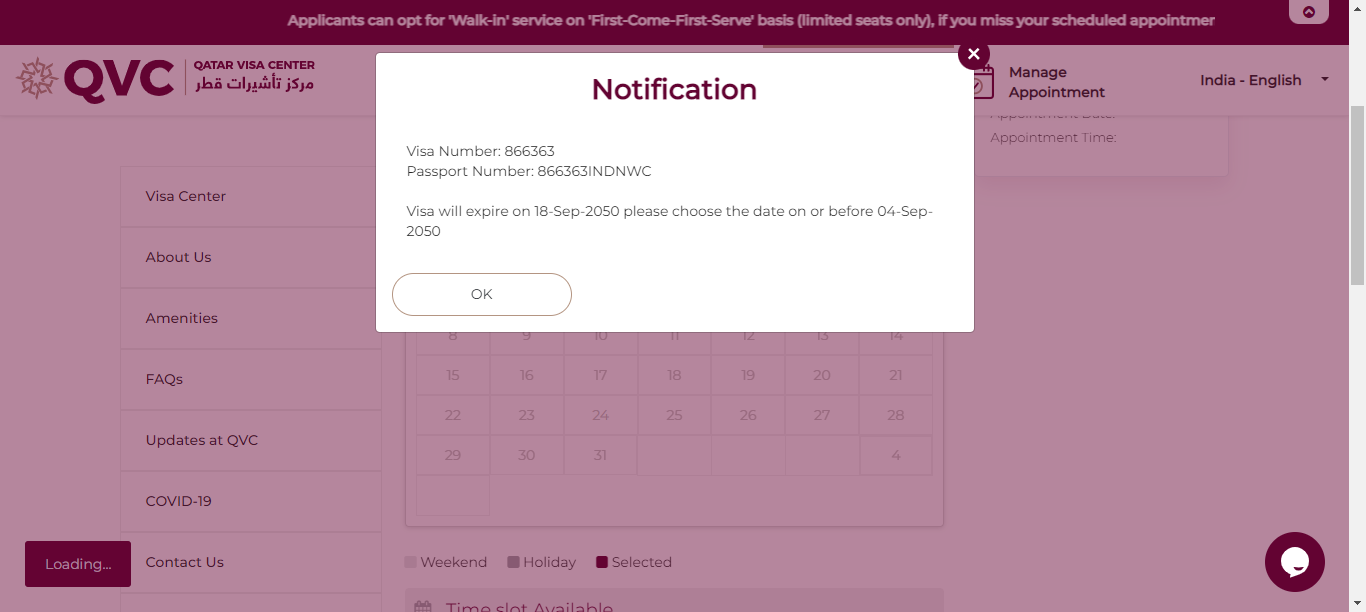 Applicants can opt for 'Walk-in' service on 'First-Come-First-Serve' basis (limited seats only), if you miss your scheduled
QVC
QATAR VISA CENTER
مركز تأشيرات قطر
Manage
Appointment
India - English
Appointment Date:
Appointment Time:
Notification
Visa Number: 866363
Passport Number: 866363INDNWC
Visa will expire on 18-Sep-2050 please choose the date on or before 04-Sep-
2050
OK
Visa Center
About Us
Amenities
FAQs
Updates at QVC
COVID-19
Contact Us
8 9 10 11 12 13 14
15 16 17 18 19 20 21
22 23 24 25 26 27 28
29 30 31 4
Weekend Holiday Selected
Time slot Available
Loading...